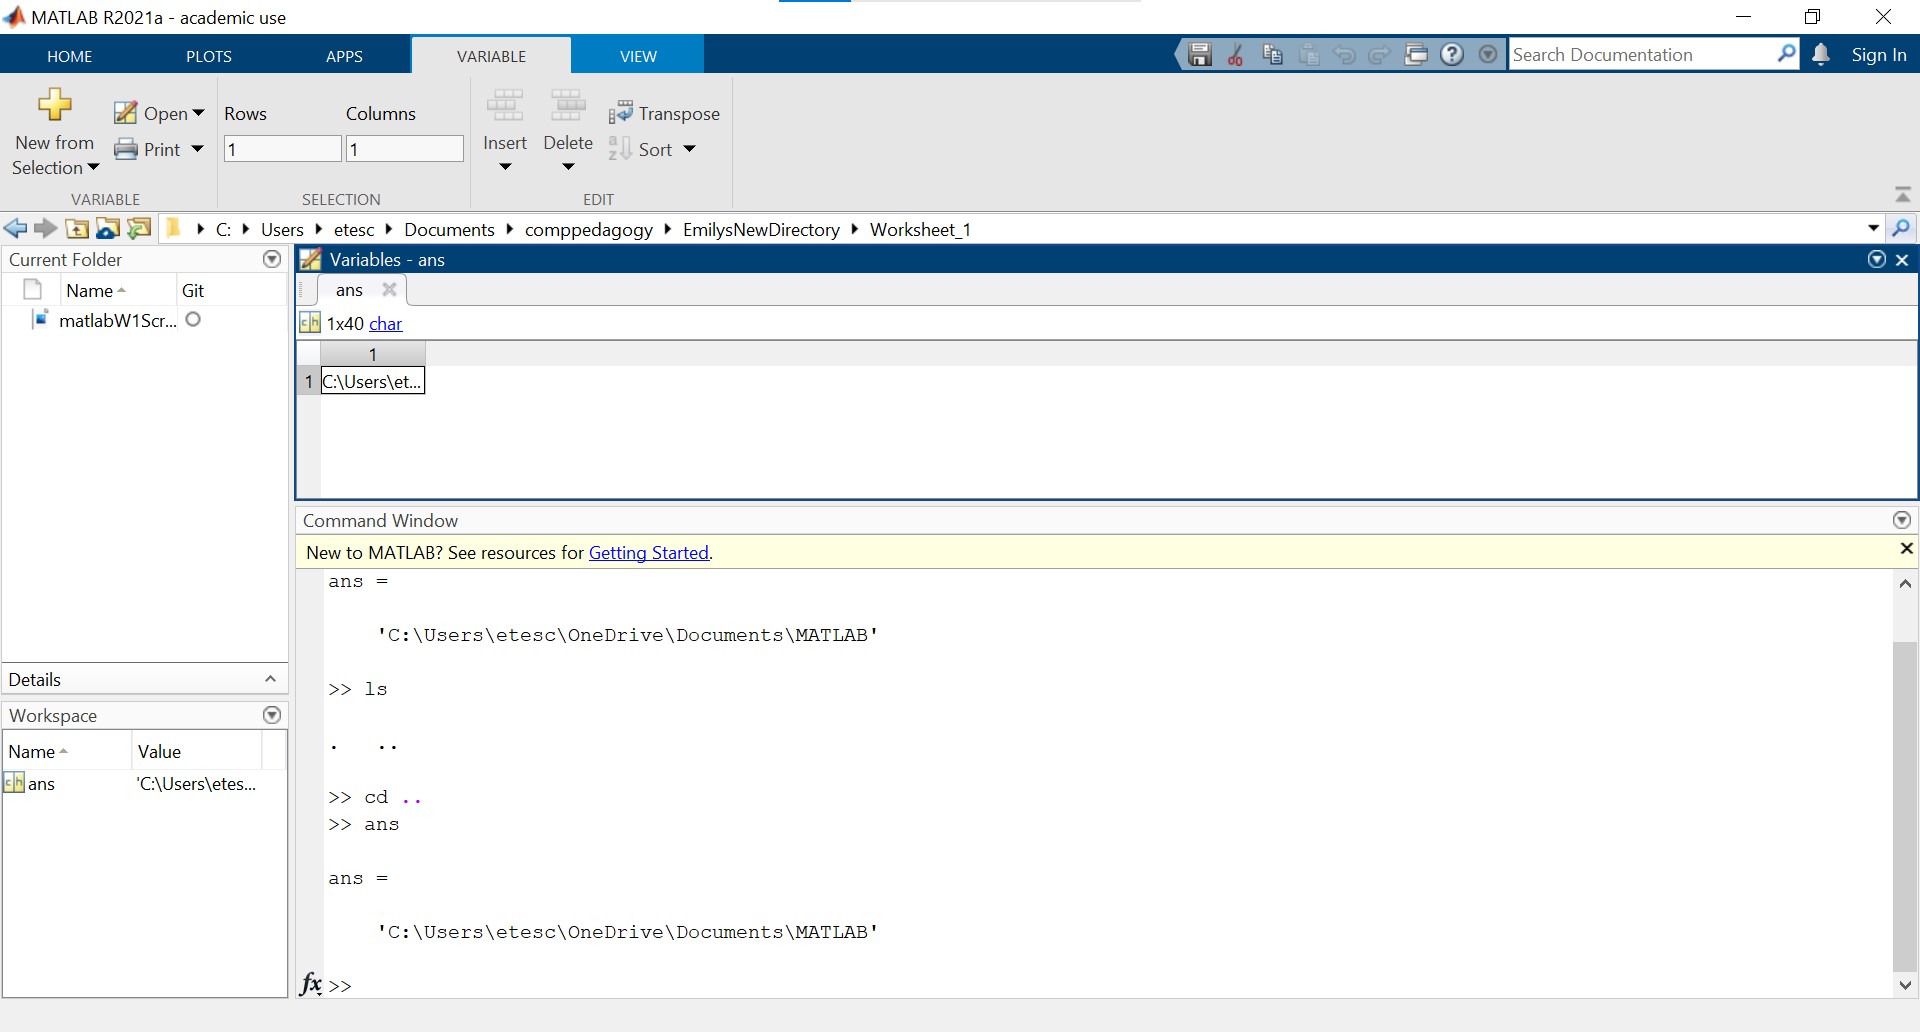 MATLAB R2021a - academic use
HOME PLOTS APPS VARIABLE VIEW Search Documentation Sign In
New from Selection
Open
Print
Rows Columns
1 1
Insert Delete
Transpose
Sort
VARIABLE SELECTION EDIT
C: Users etesc Documents comppedagogy EmilysNewDirectory Worksheet_1
Current Folder
Name Git
matlabW1Scr...
Details
Workspace
Name Value
ans 'C:\Users\etes...
Variables - ans
ans
1x40 char
1
1 C:\Users\et...
Command Window
New to MATLAB? See resources for Getting Started.
ans =
'C:\Users\etesc\OneDrive\Documents\MATLAB'
>> ls
. ..
>> cd ..
>> ans
ans =
'C:\Users\etesc\OneDrive\Documents\MATLAB'
fx >>